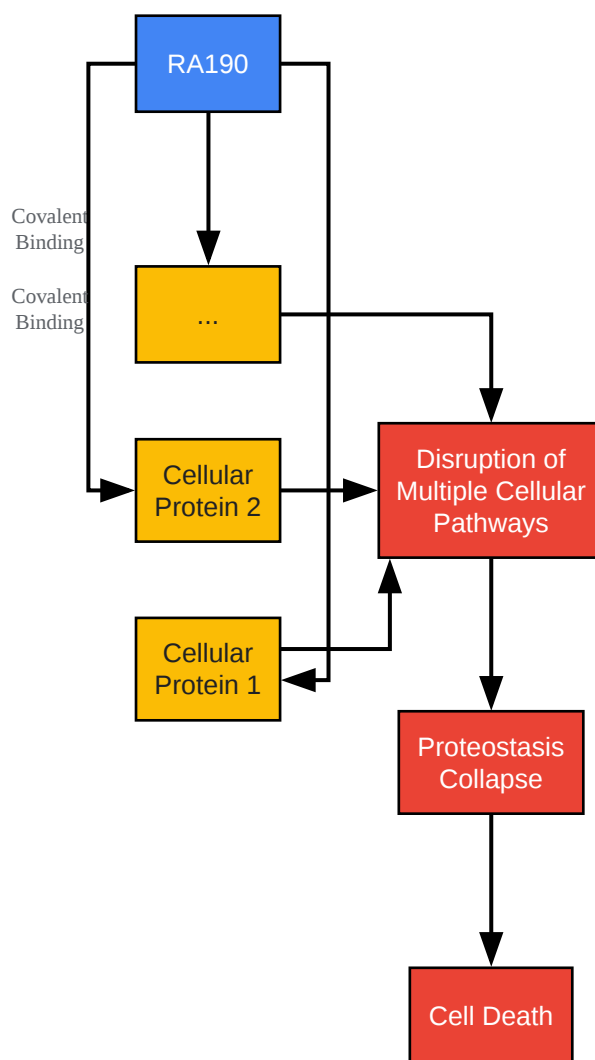 RA190
Covalent
Binding
Covalent
Binding
...
Cellular
Protein 2
Disruption of
Multiple Cellular
Pathways
Cellular
Protein 1
Proteostasis
Collapse
Cell Death